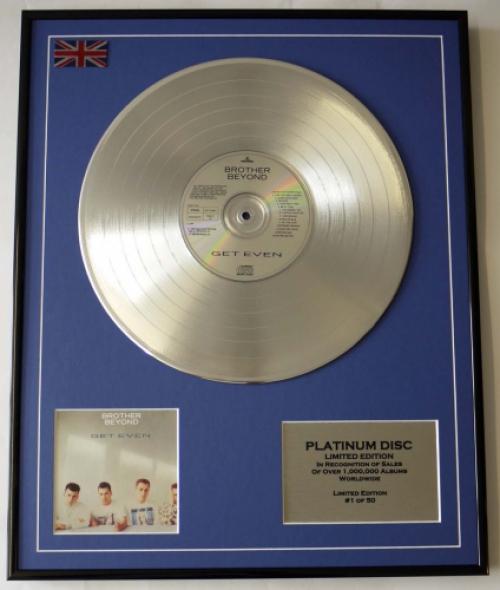 BROTHER
BEYOND
GET EVEN
BROTHER
BEYOND
GET EVEN
PLATINUM DISC
LIMITED EDITION
IN RECOGNITION OF SALES
OF OVER 1,000,000 ALBUMS
WORLDWIDE
LIMITED EDITION
#1 OF 50